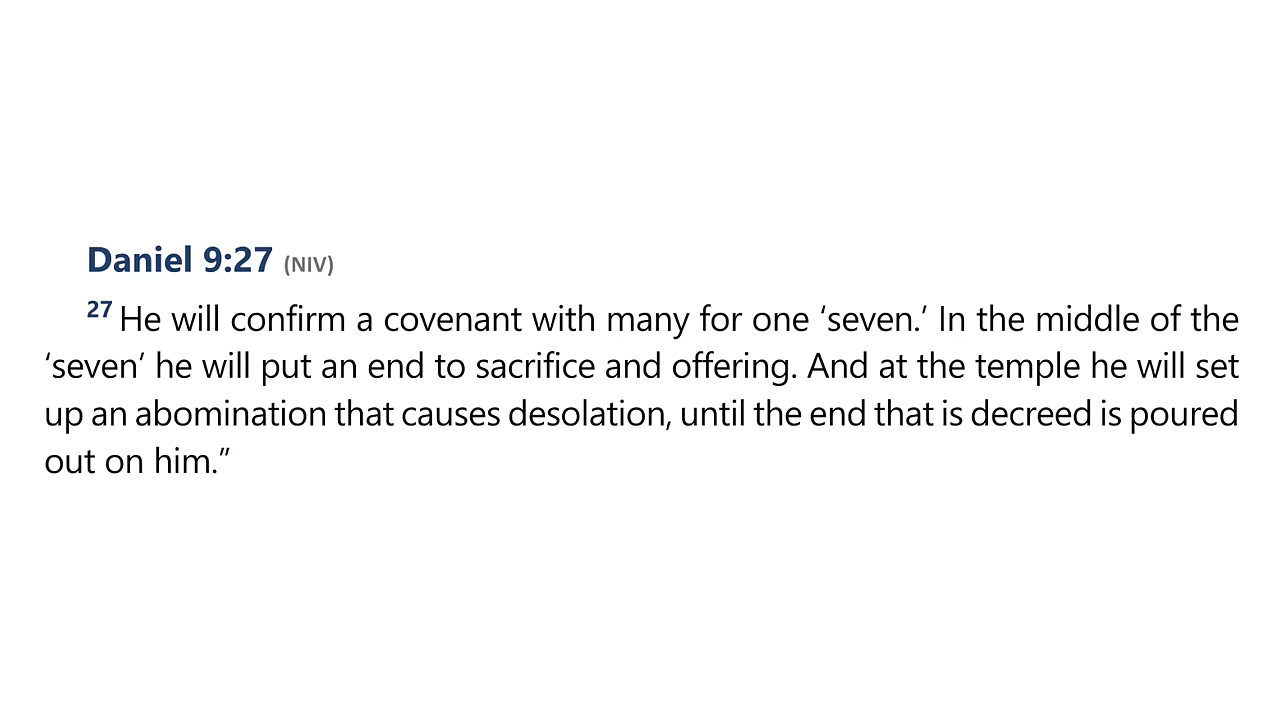 Daniel 9:27 (NIV)
27 He will confirm a covenant with many for one ‘seven.’ In the middle of the
‘seven’ he will put an end to sacrifice and offering. And at the temple he will set
up an abomination that causes desolation, until the end that is decreed is poured
out on him.”